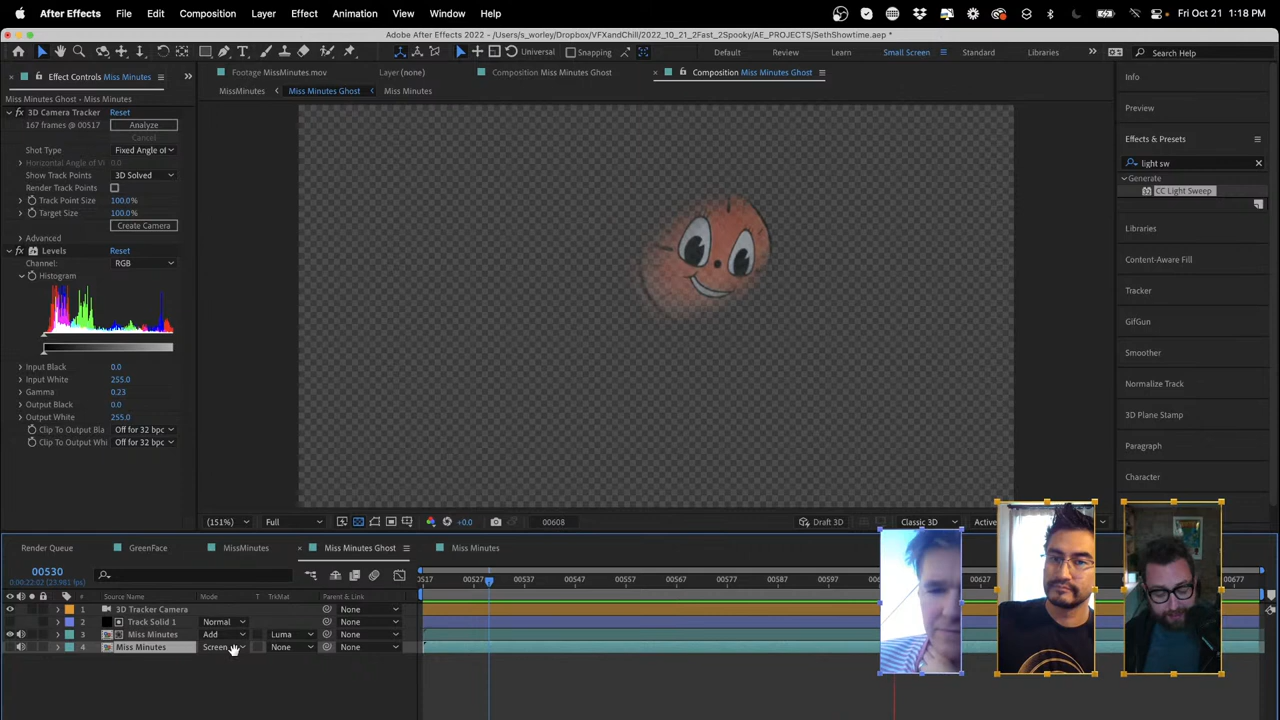 After Effects File Edit Composition Layer Effect Animation View Window Help Fri Oct 21 1:18 PM
After Effects 2022 - /Users/s_worley/Dropbox/VFXandChill/2022_10_21_2Fast_2Spooky/AE_PROJECTS/SethShowtime.aep *
Universal Snapping Default Review Learn Small Screen Standard Libraries Search Help
Effect Controls Miss Minutes
Footage MissMinutes.mov Layer (none) Composition Miss Minutes Ghost Composition Miss Minutes Ghost
Info
MissMinutes Miss Minutes Ghost Miss Minutes
Miss Minutes Ghost • Miss Minutes
Preview
3D Camera Tracker Reset
167 frames @ 00517 Analyze
Cancel
Effects & Presets
Shot Type Fixed Angle of
Horizontal Angle of Vi 0.0
light sw
Show Track Points 3D Solved
Generate
Render Track Points
CC Light Sweep
Track Point Size 100.0%
Target Size 100.0%
Create Camera
Libraries
Advanced
Levels Reset
Content-Aware Fill
Channel: RGB
Histogram
Tracker
GifGun
Smoother
Input Black 0.0
Input White 255.0
Normalize Track
Gamma 0.23
Output Black 0.0
3D Plane Stamp
Output White 255.0
Clip To Output Bla Off for 32 bpc
Clip To Output Whi Off for 32 bpc
Paragraph
Character
(151%) Full +0.0 00608 Draft 3D Classic 3D Active
Render Queue GreenFace MissMinutes Miss Minutes Ghost Miss Minutes
00530
0:00:22:02 (23.981 fps)
0517 00527 00537 00547 00557 00567 00577 00587 00597 00607 00627 00677
# Source Name Mode T TrkMat Parent & Link
1 3D Tracker Camera None
2 Track Solid 1 Normal None
3 Miss Minutes Add Luma None
4 Miss Minutes Screen None None